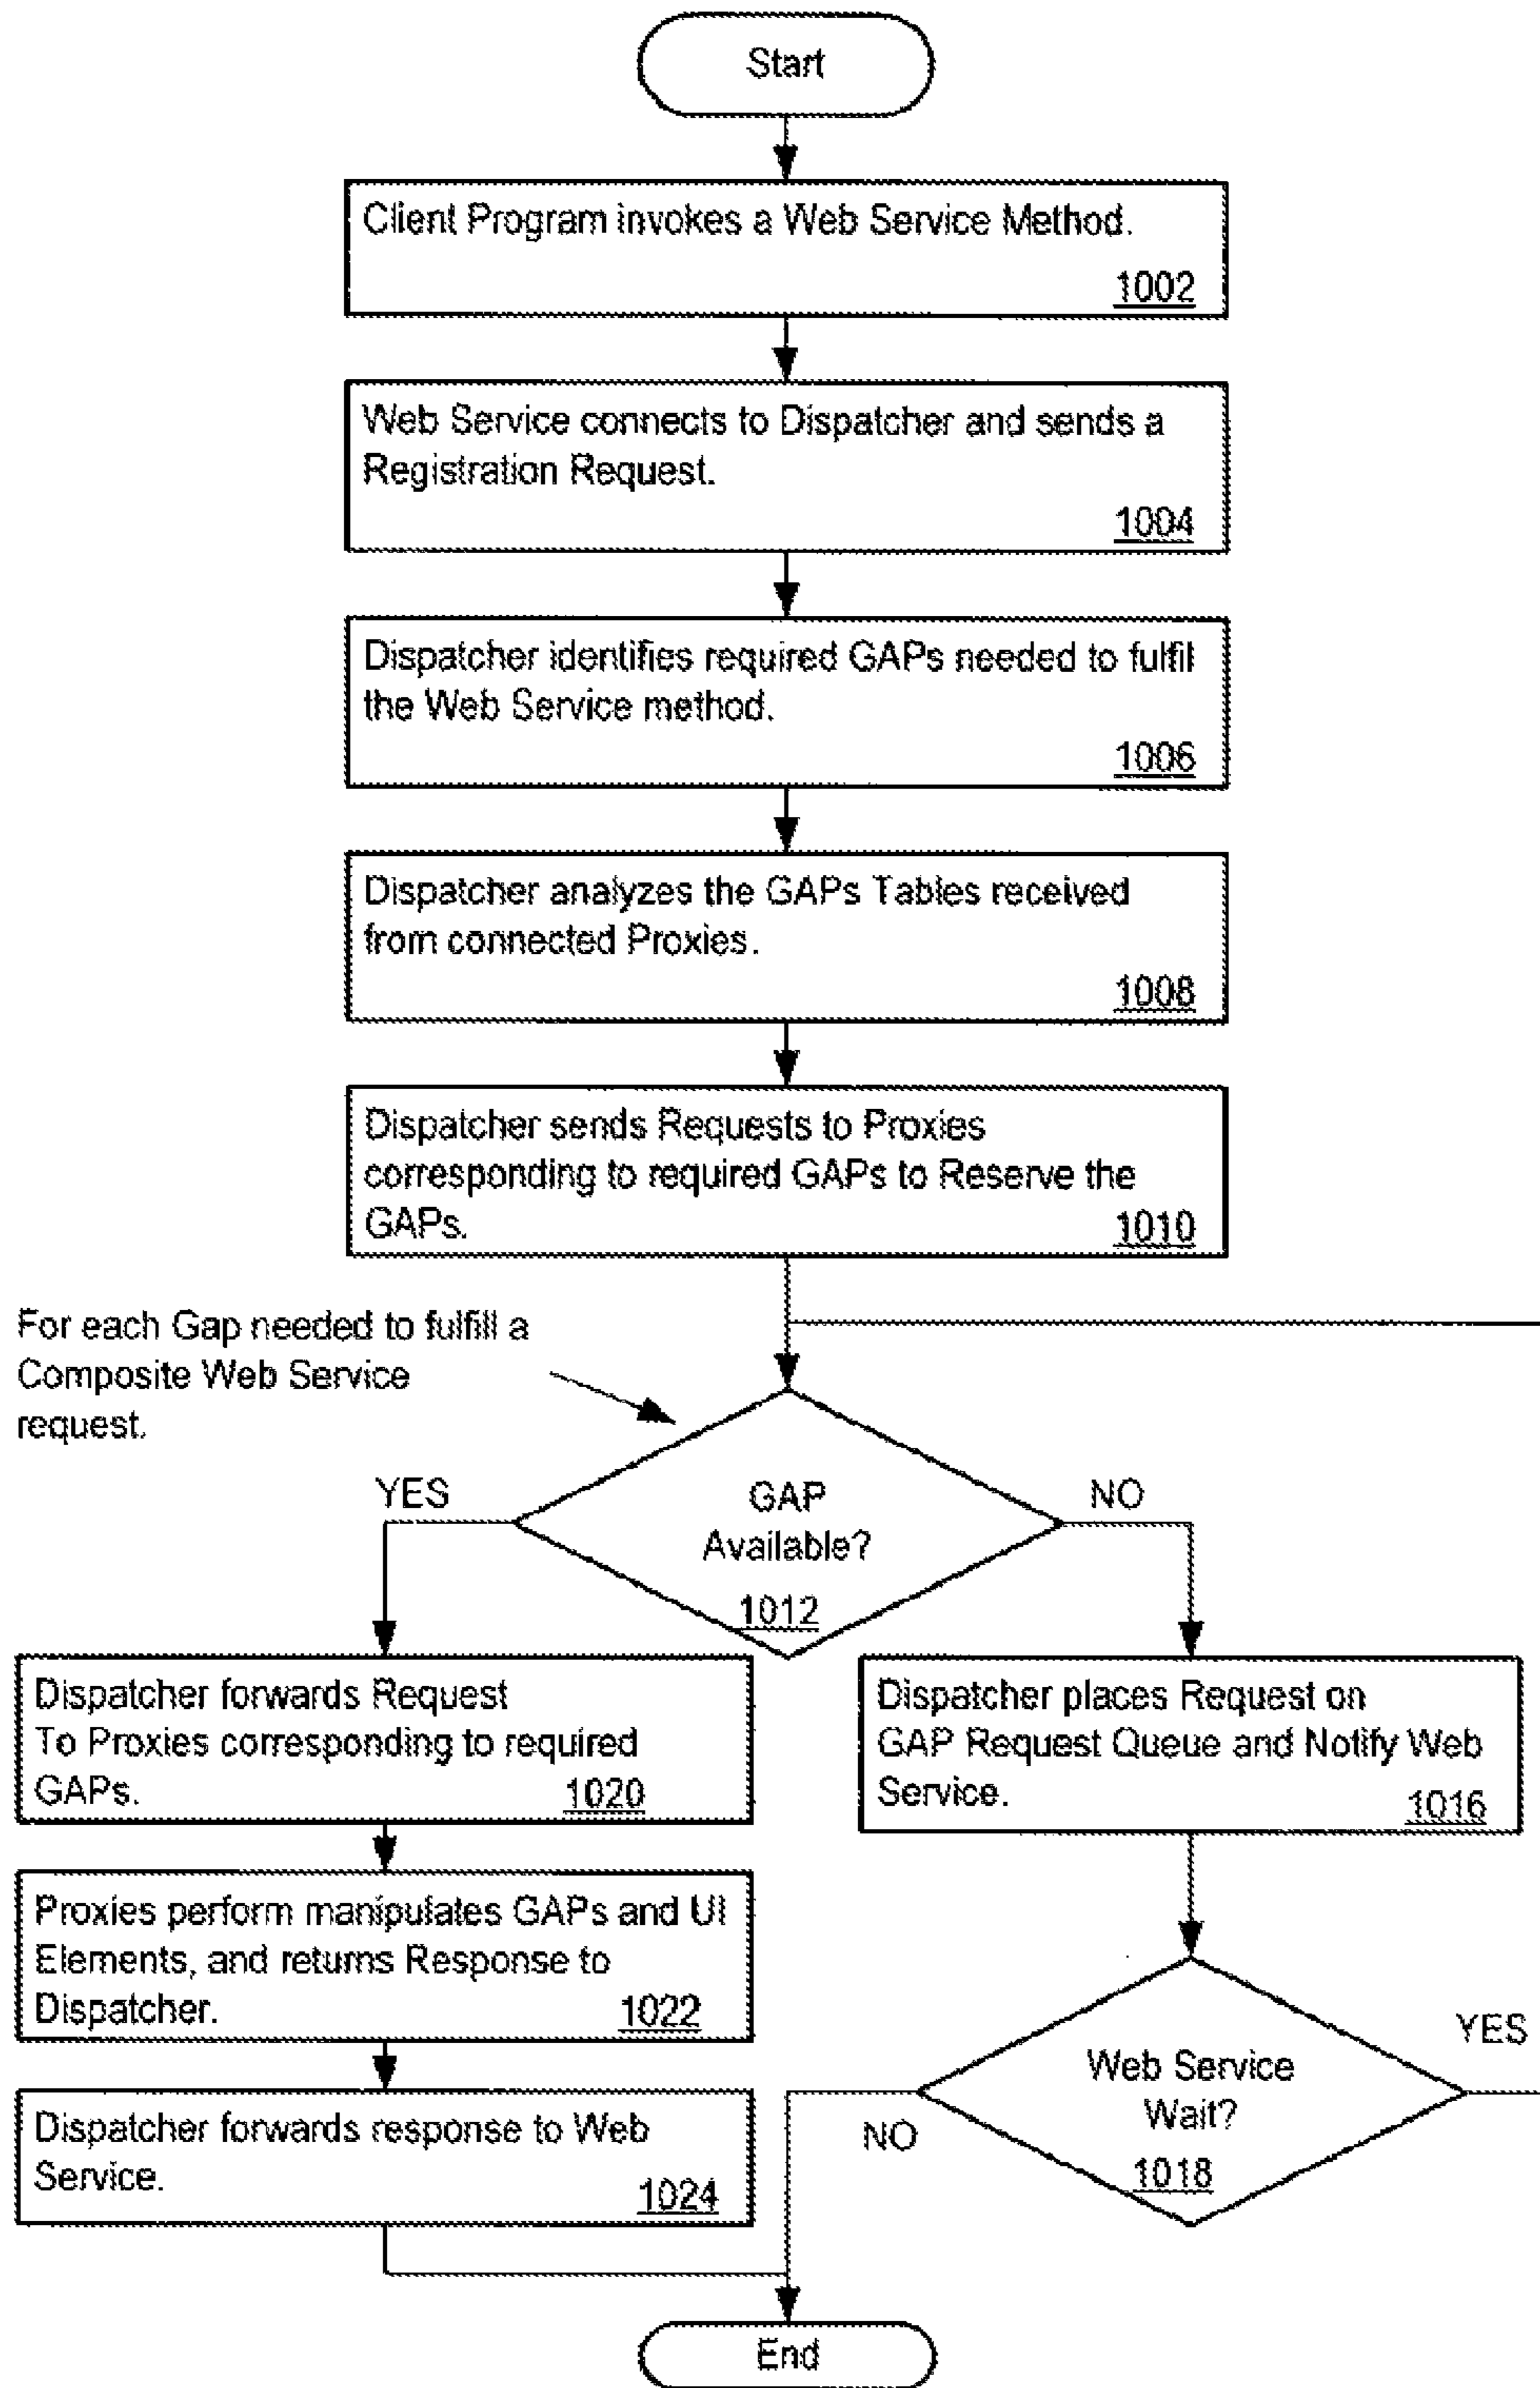 Start
Client Program invokes a Web Service Method.
1002
Web Service connects to Dispatcher and sends a
Registration Request.
1004
Dispatcher identifies required GAPs needed to fulfil
the Web Service method.
1006
Dispatcher analyzes the GAPs Tables received
from connected Proxies.
1008
Dispatcher sends Requests to Proxies
corresponding to required GAPs to Reserve the
GAPs.
1010
For each Gap needed to fulfill a
Composite Web Service
request.
YES
GAP
Available?
1012
NO
Dispatcher forwards Request
To Proxies corresponding to required
GAPs.
1020
Dispatcher places Request on
GAP Request Queue and Notify Web
Service.
1016
Proxies perform manipulates GAPs and UI
Elements, and returns Response to
Dispatcher.
1022
Web Service
Wait?
1018
YES
NO
Dispatcher forwards response to Web
Service.
1024
End